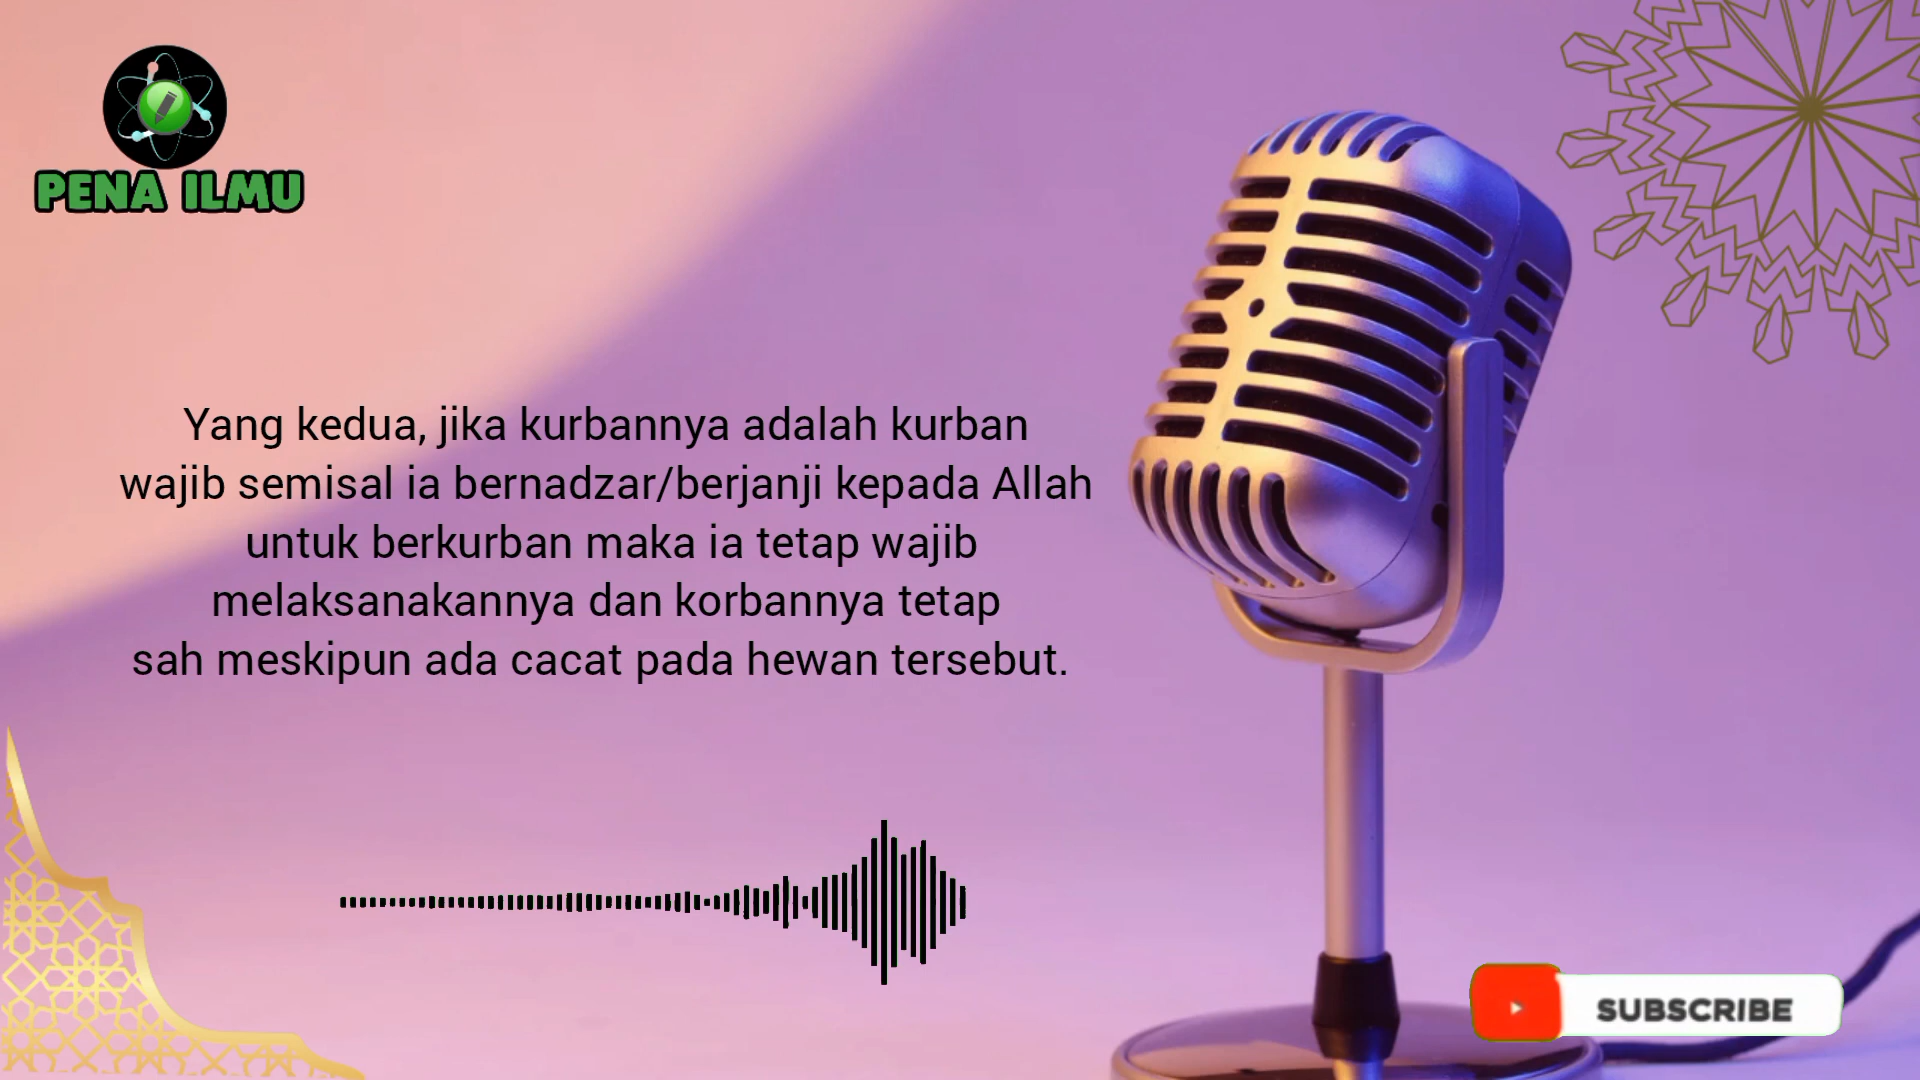 PENA ILMU
Yang kedua, jika kurbannya adalah kurban
wajib semisal ia bernadzar/berjanji kepada Allah
untuk berkurban maka ia tetap wajib
melaksanakannya dan korbannya tetap
sah meskipun ada cacat pada hewan tersebut.
SUBSCRIBE